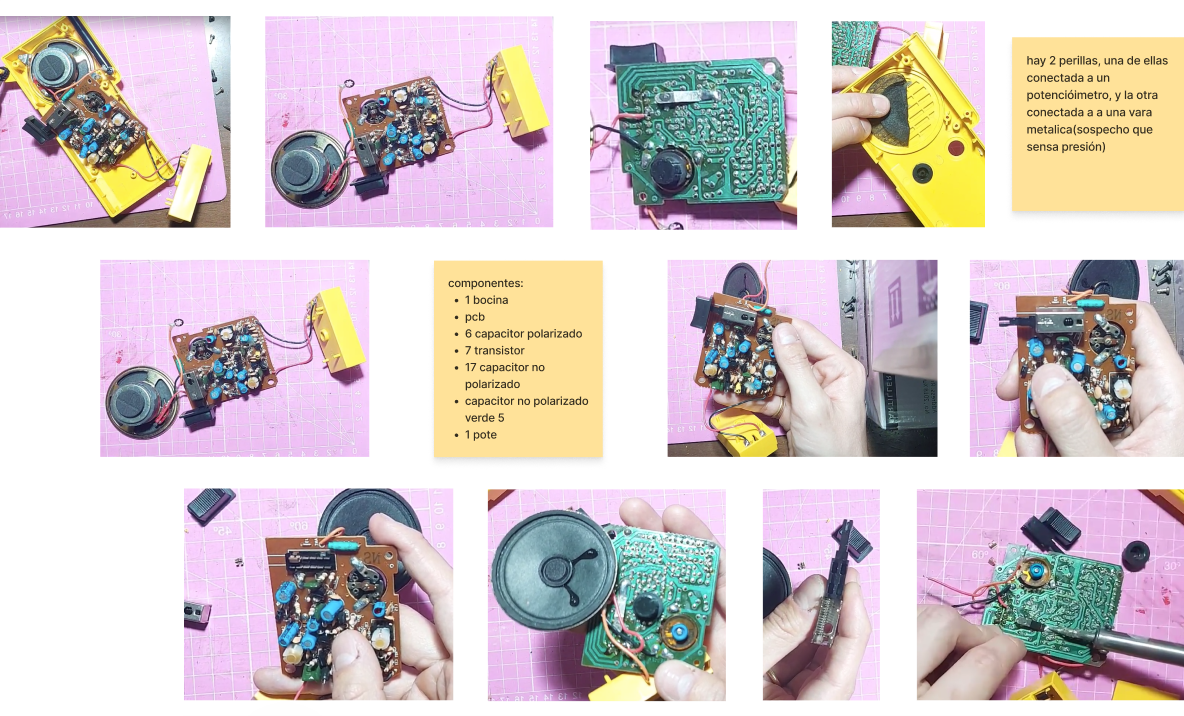 hay 2 perillas, una de ellas
conectada a un
potencióimetro, y la otra
conectada a a una vara
metalica(sospecho que
sensa presión)
componentes:
1 bocina
pcb
6 capacitor polarizado
7 transistor
17 capacitor no
polarizado
capacitor no polarizado
verde 5
1 pote